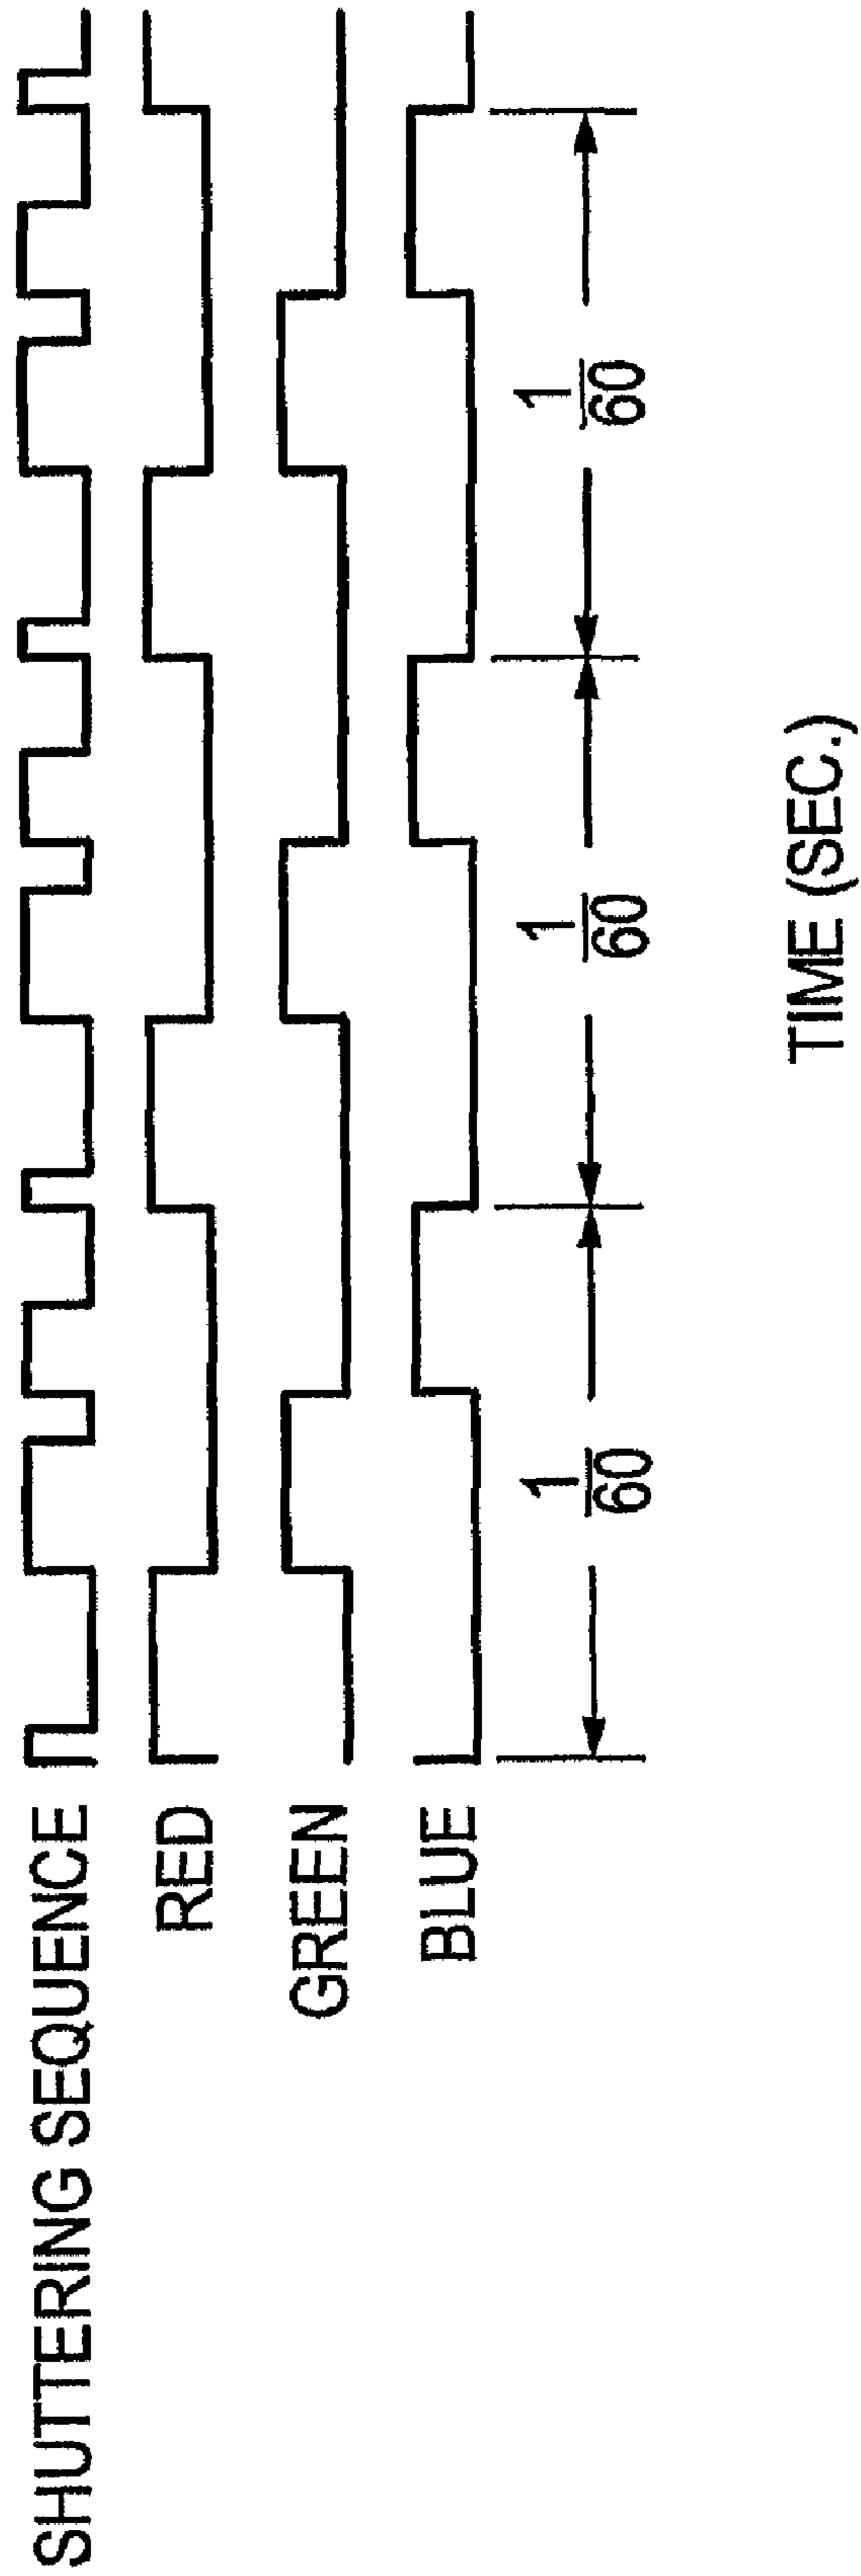 SHUTTERING SEQUENCE
RED
GREEN
BLUE
1/60
1/60
1/60
TIME (SEC.)